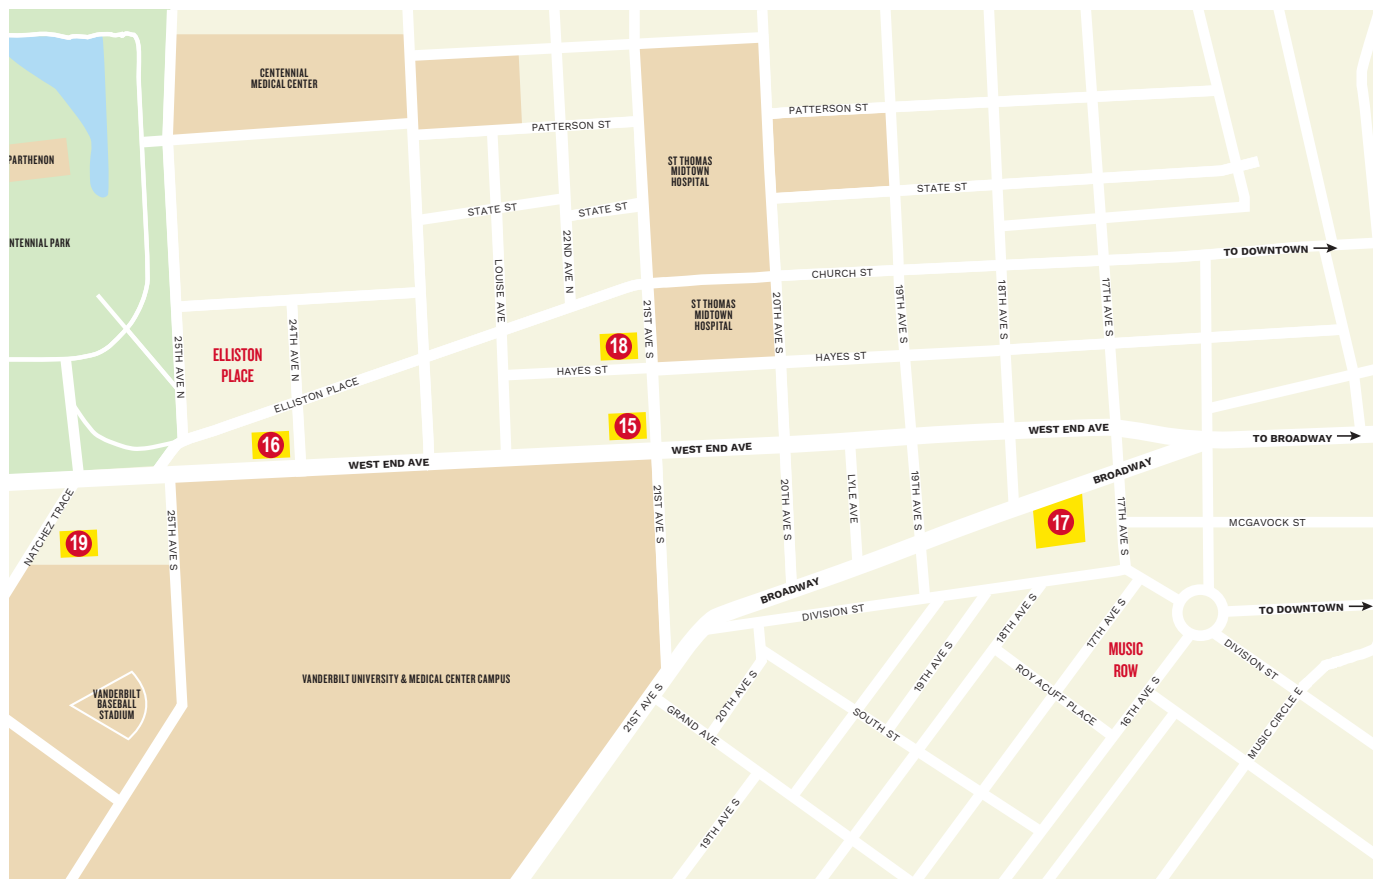 CENTENNIAL
MEDICAL CENTER
PATTERSON ST
PATTERSON ST
PARTHENON
ST THOMAS
MIDTOWN
HOSPITAL
STATE ST
STATE ST
STATE ST
NTENNIAL PARK
22ND AVE N
LOUISE AVE
CHURCH ST
TO DOWNTOWN
ST THOMAS
MIDTOWN
HOSPITAL
21ST AVE S
20TH AVE S
19TH AVE S
18TH AVE S
17TH AVE S
25TH AVE N
24TH AVE N
ELLISTON
PLACE
18
HAYES ST
HAYES ST
ELLISTON PLACE
15
16
WEST END AVE
WEST END AVE
WEST END AVE
TO BROADWAY
BROADWAY
NATCHEZ TRACE
25TH AVE S
21ST AVE S
20TH AVE S
LYLE AVE
19TH AVE S
17
17TH AVE S
MCGAVOCK ST
19
BROADWAY
DIVISION ST
TO DOWNTOWN
18TH AVE S
17TH AVE S
MUSIC
ROW
DIVISION ST
VANDERBILT UNIVERSITY & MEDICAL CENTER CAMPUS
VANDERBILT
BASEBALL
STADIUM
21ST AVE S
GRAND AVE
20TH AVE S
19TH AVE S
ROY ACUFF PLACE
16TH AVE S
SOUTH ST
MUSIC CIRCLE E
19TH AVE S